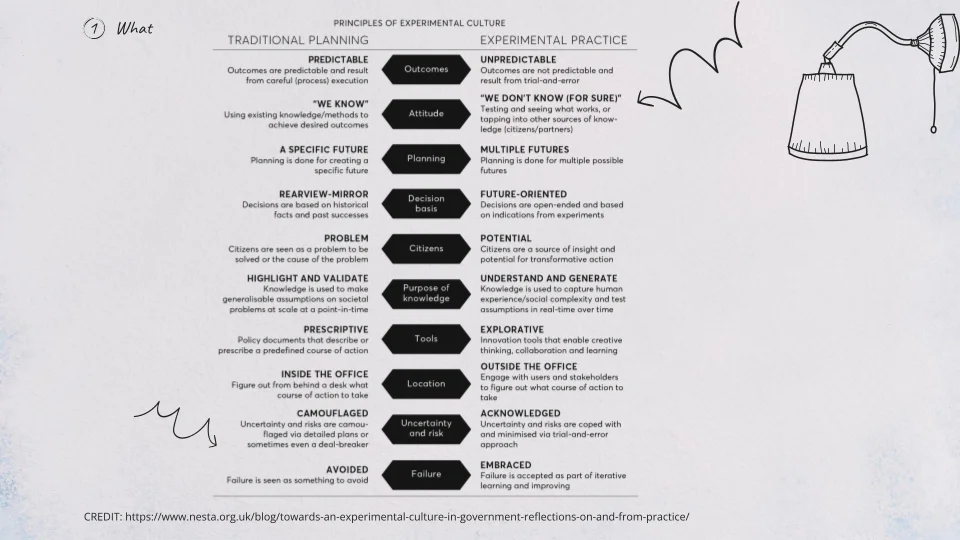 1 What
PRINCIPLES OF EXPERIMENTAL CULTURE
TRADITIONAL PLANNING
EXPERIMENTAL PRACTICE
PREDICTABLE
Outcomes are predictable and result
from careful (process) execution
Outcomes
UNPREDICTABLE
Outcomes are not predictable and
result from trial-and-error
"WE KNOW"
Using existing knowledge/methods to
achieve desired outcomes
Attitude
"WE DON'T KNOW (FOR SURE)"
Testing and seeing what works, or
tapping into other sources of know-
ledge (citizens/partners)
A SPECIFIC FUTURE
Planning is done for creating a
specific future
Planning
MULTIPLE FUTURES
Planning is done for multiple possible
futures
REARVIEW-MIRROR
Decisions are based on historical
facts and past successes
Decision
basis
FUTURE-ORIENTED
Decisions are open-ended and based
on indications from experiments
PROBLEM
Citizens are seen as a problem to be
solved or the cause of the problem
Citizens
POTENTIAL
Citizens are a source of insight and
potential for transformative action
HIGHLIGHT AND VALIDATE
Knowledge is used to make
generalisable assumptions on societal
problems at scale at a point-in-time
Purpose of
knowledge
UNDERSTAND AND GENERATE
Knowledge is used to capture human
experience/social complexity and test
assumptions in real-time over time
PRESCRIPTIVE
Policy documents that describe or
prescribe a predefined course of action
Tools
EXPLORATIVE
Innovation tools that enable creative
thinking, collaboration and learning
INSIDE THE OFFICE
Figure out from behind a desk what
course of action to take
Location
OUTSIDE THE OFFICE
Engage with users and stakeholders
to figure out what course of action to
take
CAMOUFLAGED
Uncertainty and risks are camou-
flaged via detailed plans or
sometimes even a deal-breaker
Uncertainty
and risk
ACKNOWLEDGED
Uncertainty and risks are coped with
and minimised via trial-and-error
approach
AVOIDED
Failure is seen as something to avoid
Failure
EMBRACED
Failure is accepted as part of iterative
learning and improving
CREDIT: https://www.nesta.org.uk/blog/towards-an-experimental-culture-in-government-reflections-on-and-from-practice/